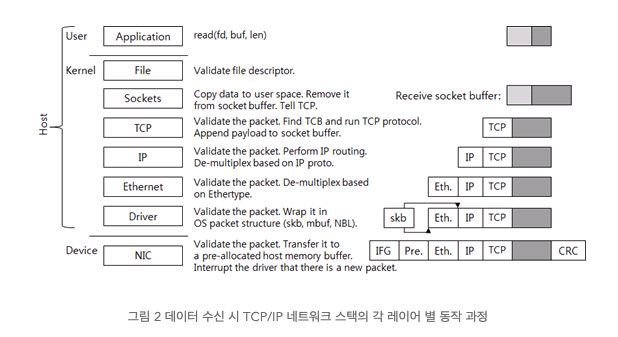 User Application read(fd, buf, len)
Kernel File Validate file descriptor.
Host
Sockets Copy data to user space. Remove it
from socket buffer. Tell TCP.
Receive socket buffer:
TCP Validate the packet. Find TCB and run TCP protocol.
Append payload to socket buffer.
TCP
IP Validate the packet. Perform IP routing.
De-multiplex based on IP proto.
IP TCP
Ethernet Validate the packet. De-multiplex based
on Ethertype.
Eth. IP TCP
Driver Validate the packet. Wrap it in
OS packet structure (skb, mbuf, NBL).
skb Eth. IP TCP
Device NIC Validate the packet. Transfer it to
a pre-allocated host memory buffer.
Interrupt the driver that there is a new packet.
IFG Pre. Eth. IP TCP CRC
그림 2 데이터 수신 시 TCP/IP 네트워크 스택의 각 레이어 별 동작 과정